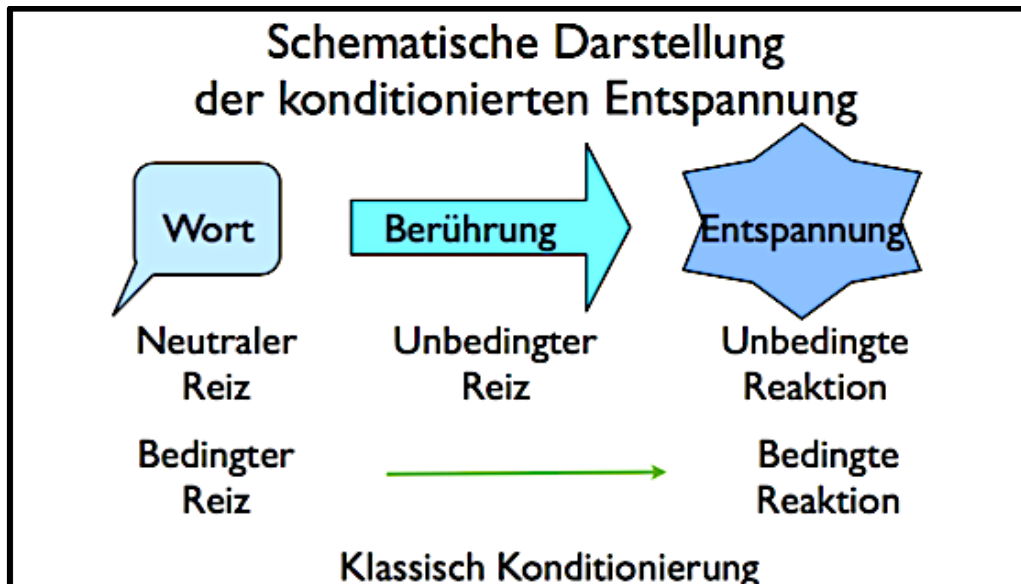 Schematische Darstellung
der konditionierten Entspannung
Wort
Berührung
Entspannung
Neutraler
Reiz
Unbedingter
Reiz
Unbedingte
Reaktion
Bedingter
Reiz
Bedingte
Reaktion
Klassisch Konditionierung